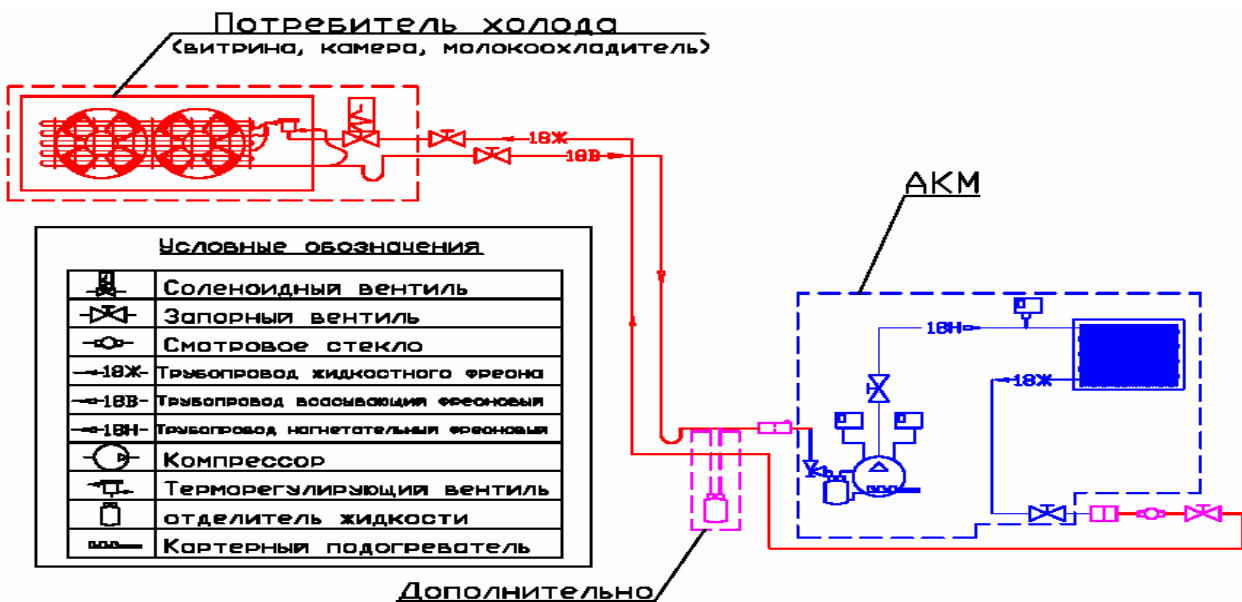 Потребитель холода
(витрина, камера, молокоохладитель)
18Ж
18В
АКМ
Условные обозначения
Соленоидный вентиль
Запорный вентиль
Смотровое стекло
18Ж Трубопровод жидкостного фреона
18В Трубопровод всасывающий фреоновый
18Н Трубопровод нагнетательный фреоновый
Компрессор
Терморегулирующий вентиль
отделитель жидкости
Картерный подогреватель
18Н
18Ж
Дополнительно